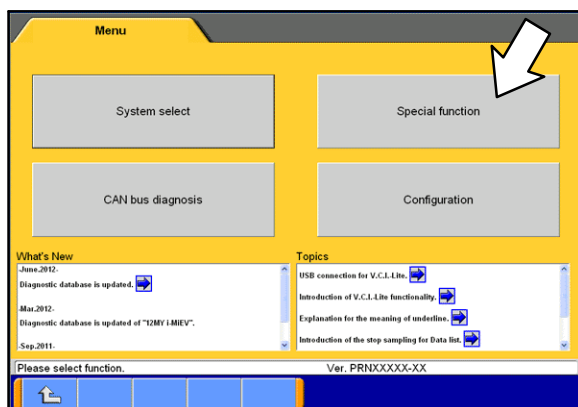 Menu
System select
Special function
CAN bus diagnosis
Configuration
What's New
-June.2012-
Diagnostic database is updated.
-Mar.2012-
Diagnostic database is updated of "12MY i-MiEV".
-Sep.2011-
Topics
USB connection for V.C.I.-Lite.
Introduction of V.C.I.-Lite functionality.
Explanation for the meaning of underline.
Introduction of the stop sampling for Data list.
Please select function.
Ver. PRNXXXXX-XX